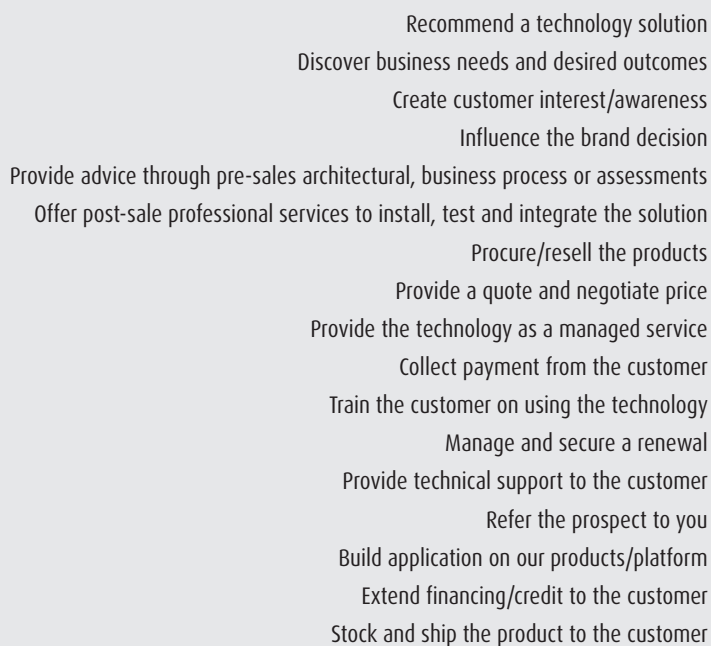 Recommend a technology solution
Discover business needs and desired outcomes
Create customer interest/awareness
Influence the brand decision
Provide advice through pre-sales architectural, business process or assessments
Offer post-sale professional services to install, test and integrate the solution
Procure/resell the products
Provide a quote and negotiate price
Provide the technology as a managed service
Collect payment from the customer
Train the customer on using the technology
Manage and secure a renewal
Provide technical support to the customer
Refer the prospect to you
Build application on our products/platform
Extend financing/credit to the customer
Stock and ship the product to the customer